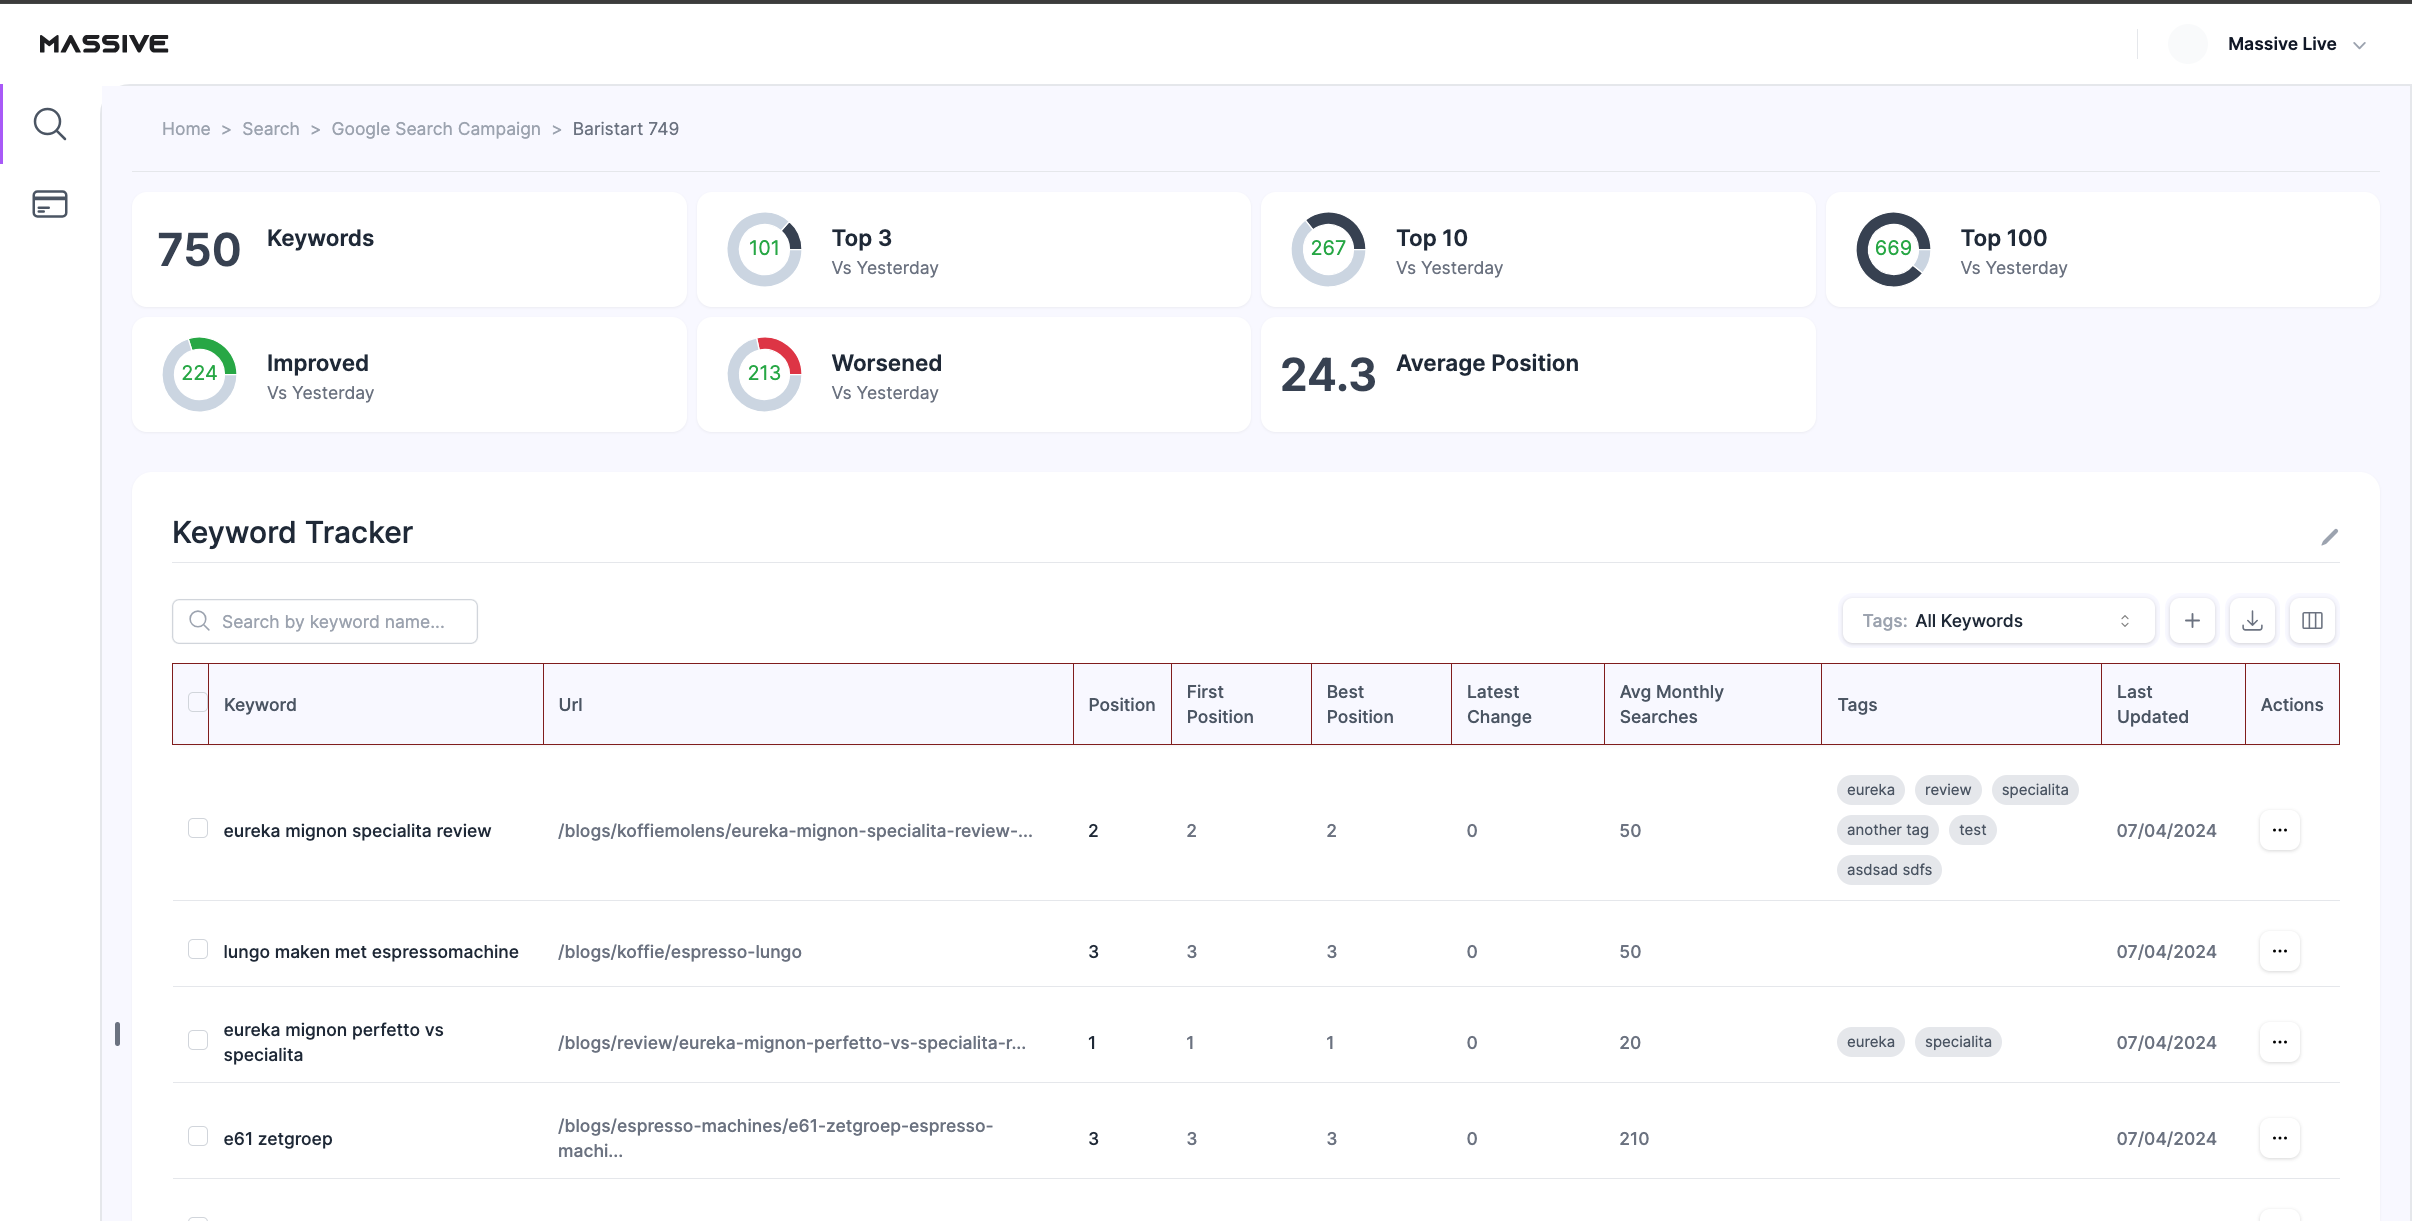 MASSIVE
Massive Live
Home > Search > Google Search Campaign > Baristart 749
750 Keywords
101 Top 3
Vs Yesterday
267 Top 10
Vs Yesterday
669 Top 100
Vs Yesterday
224 Improved
Vs Yesterday
213 Worsened
Vs Yesterday
24.3 Average Position
Keyword Tracker
Search by keyword name...
Tags: All Keywords
Keyword
Url
Position
First
Position
Best
Position
Latest
Change
Avg Monthly
Searches
Tags
Last
Updated
Actions
eureka mignon specialita review
/blogs/koffiemolens/eureka-mignon-specialita-review-...
2
2
2
0
50
eureka review specialita
another tag test
asdsad sdfs
07/04/2024
...
lungo maken met espressomachine
/blogs/koffie/espresso-lungo
3
3
3
0
50
07/04/2024
...
eureka mignon perfetto vs
specialita
/blogs/review/eureka-mignon-perfetto-vs-specialita-r...
1
1
1
0
20
eureka specialita
07/04/2024
...
e61 zetgroep
/blogs/espresso-machines/e61-zetgroep-espresso-
machi...
3
3
3
0
210
07/04/2024
...